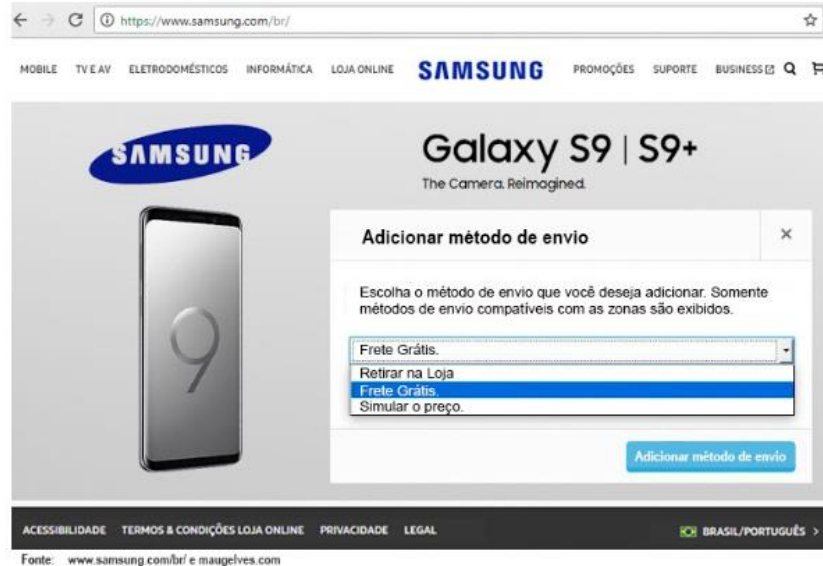 https://www.samsung.com/br/
MOBILE TV E AV ELETRODOMÉSTICOS INFORMÁTICA LOJA ONLINE SAMSUNG PROMOÇÕES SUPORTE BUSINESS
SAMSUNG
Galaxy S9 | S9+
The Camera. Reimagined.
9
Adicionar método de envio ×
Escolha o método de envio que você deseja adicionar. Somente
métodos de envio compatíveis com as zonas são exibidos.
Frete Grátis.
Retirar na Loja
Frete Grátis.
Simular o preço.
Adicionar método de envio
ACESSIBILIDADE TERMOS & CONDIÇÕES LOJA ONLINE PRIVACIDADE LEGAL BRASIL/PORTUGUÊS >
Fonte: www.samsung.com/br/ e maugelves.com